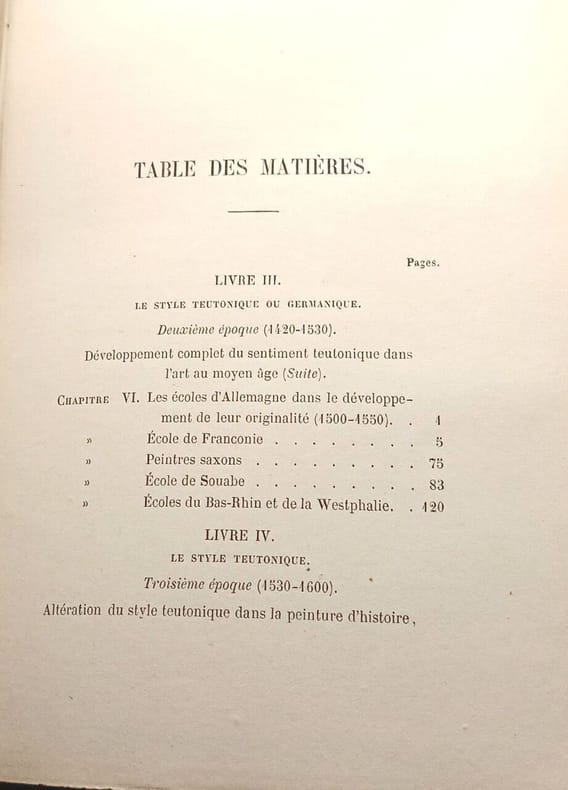 TABLE DES MATIÈRES.
Pages.
LIVRE III.
LE STYLE TEUTONIQUE OU GERMANIQUE.
Deuxième époque (1420-1530).
Développement complet du sentiment teutonique dans
l'art au moyen âge (Suite).
CHAPITRE VI. Les écoles d'Allemagne dans le développe-
ment de leur originalité (1500-1550). . 1
» École de Franconie . . . . . . . . 5
» Peintres saxons . . . . . . . . . 75
» École de Souabe . . . . . . . . . 83
» Écoles du Bas-Rhin et de la Westphalie. . 120
LIVRE IV.
LE STYLE TEUTONIQUE.
Troisième époque (1530-1600).
Altération du style teutonique dans la peinture d'histoire,